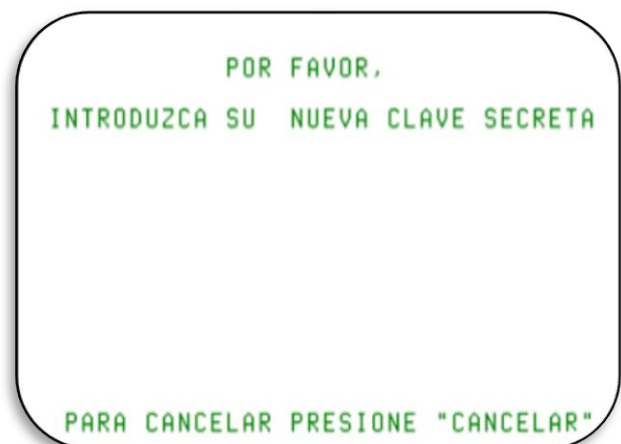 POR FAVOR,
INTRODUZCA SU NUEVA CLAVE SECRETA
PARA CANCELAR PRESIONE "CANCELAR"